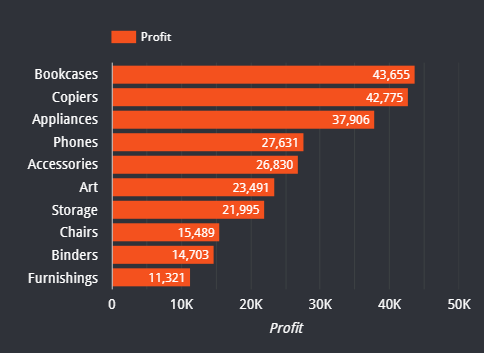 Profit
Bookcases 43,655
Copiers 42,775
Appliances 37,906
Phones 27,631
Accessories 26,830
Art 23,491
Storage 21,995
Chairs 15,489
Binders 14,703
Furnishings 11,321
0 10K 20K 30K 40K 50K
Profit